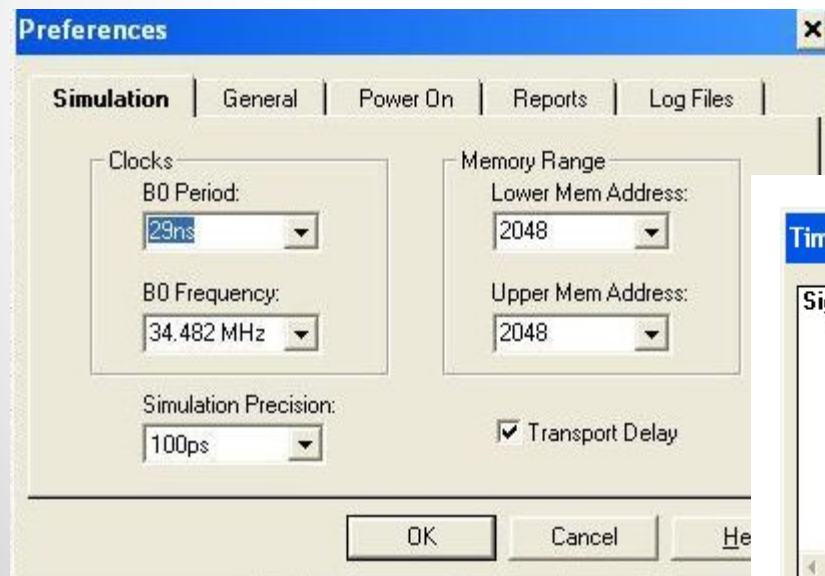 Preferences
Simulation General Power On Reports Log Files
Clocks Memory Range
B0 Period: Lower Mem Address:
29ns 2048
B0 Frequency: Upper Mem Address:
34.482 MHz 2048
Simulation Precision:
100ps Transport Delay
OK Cancel